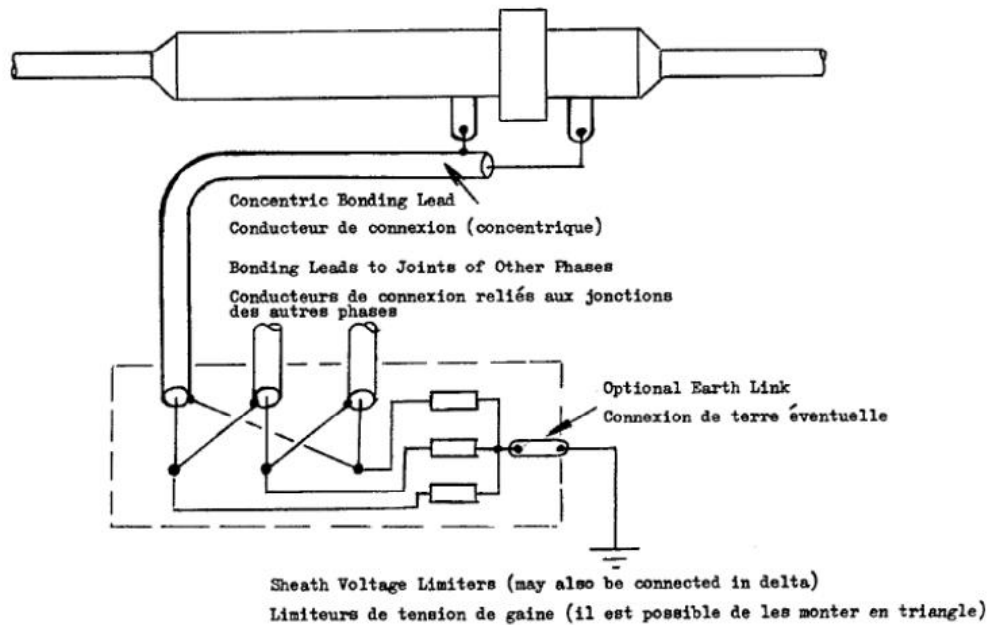 Concentric Bonding Lead
Conducteur de connexion (concentrique)
Bonding Leads to Joints of Other Phases
Conducteurs de connexion reliés aux jonctions
des autres phases
Optional Earth Link
Connexion de terre éventuelle
Sheath Voltage Limiters (may also be connected in delta)
Limiteurs de tension de gaine (il est possible de les monter en triangle)